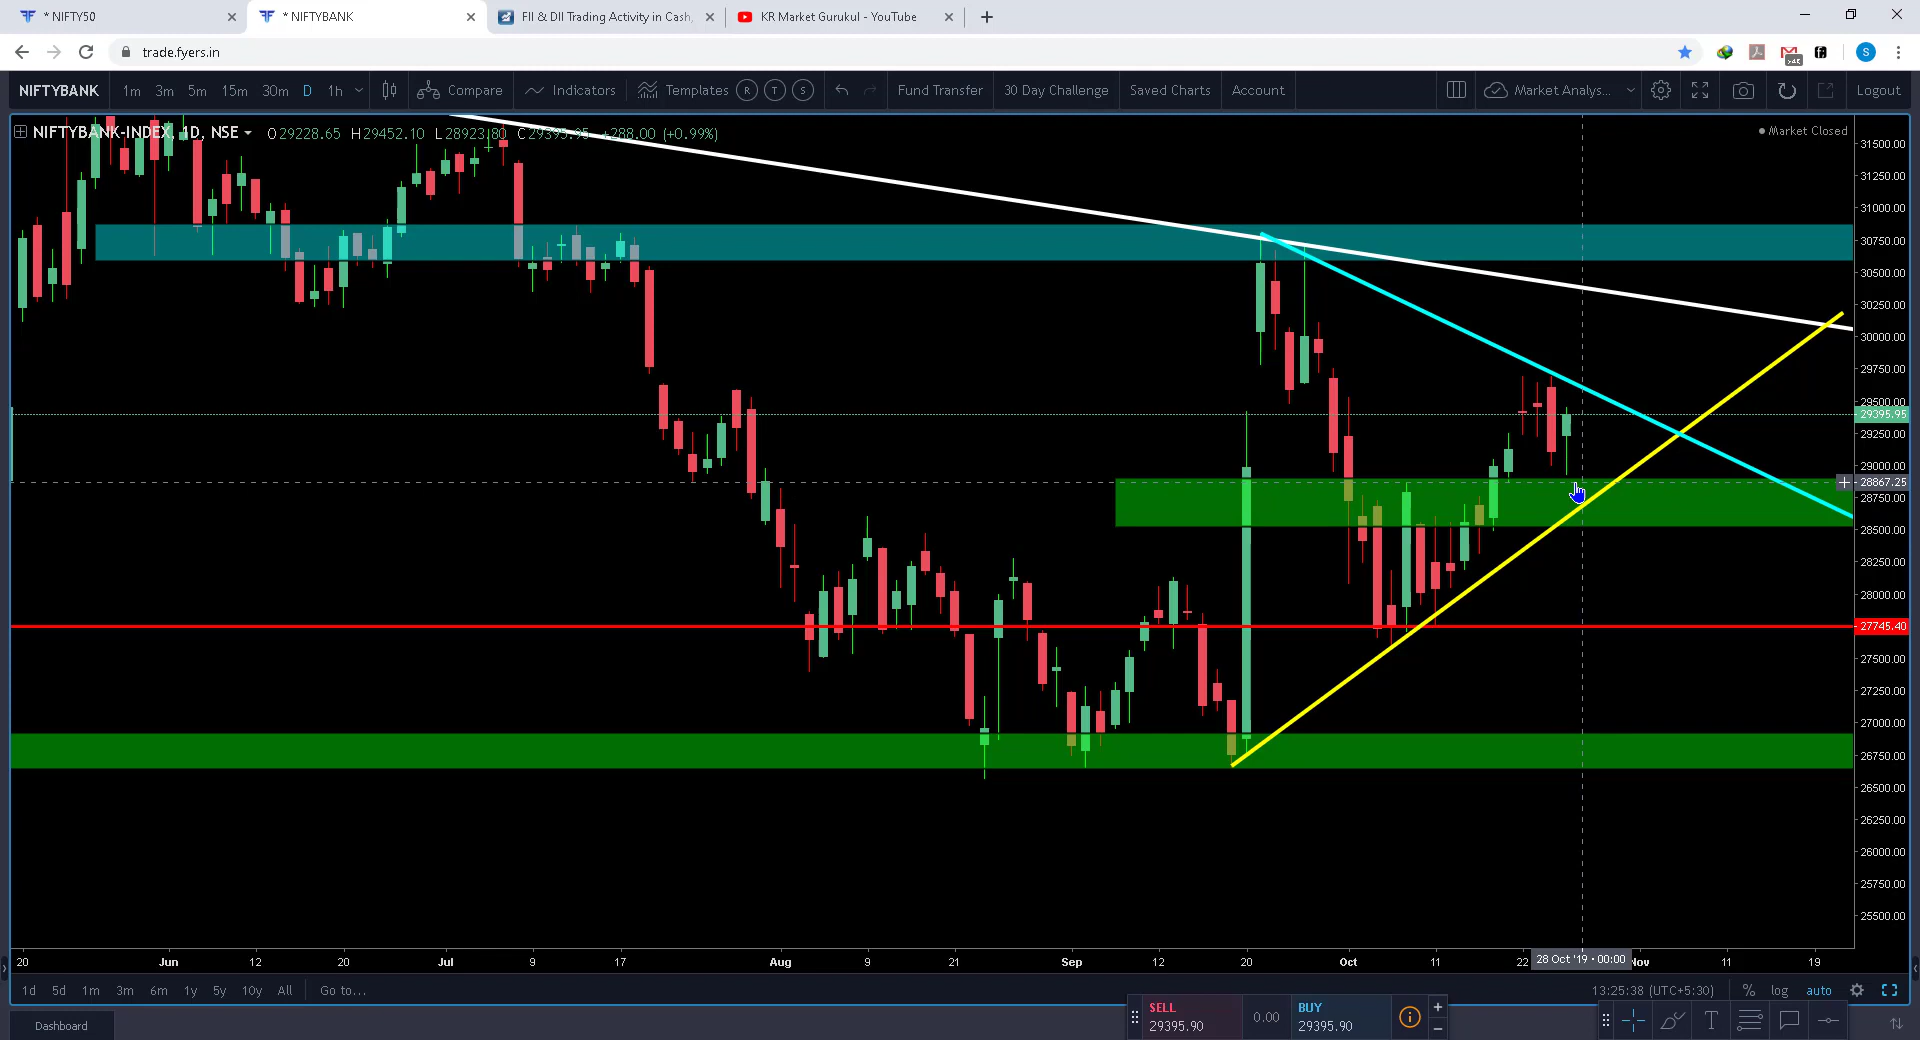 * NIFTY50
* NIFTYBANK
FII & DII Trading Activity in Cash,
KR Market Gurukul - YouTube
trade.fyers.in
S
NIFTYBANK 1m 3m 5m 15m 30m D 1h Compare Indicators Templates R T S Fund Transfer 30 Day Challenge Saved Charts Account Market Analys... Logout
NIFTYBANK-INDEX, 1D, NSE O29228.65 H29452.10 L28923.80 C29395.95 +288.00 (+0.99%)
Market Closed
31500.00
31250.00
31000.00
30750.00
30500.00
30250.00
30000.00
29750.00
29500.00
29395.95
29250.00
29000.00
28867.25
28750.00
28500.00
28250.00
28000.00
27745.40
27500.00
27250.00
27000.00
26750.00
26500.00
26250.00
26000.00
25750.00
25500.00
20 Jun 12 20 Jul 9 17 Aug 9 21 Sep 12 20 Oct 11 22 28 Oct '19 - 00:00 Nov 11 19
1d 5d 1m 3m 6m 1y 5y 10y All Go to... 13:25:38 (UTC+5:30) % log auto
SELL
29395.90
0.00
BUY
29395.90
Dashboard